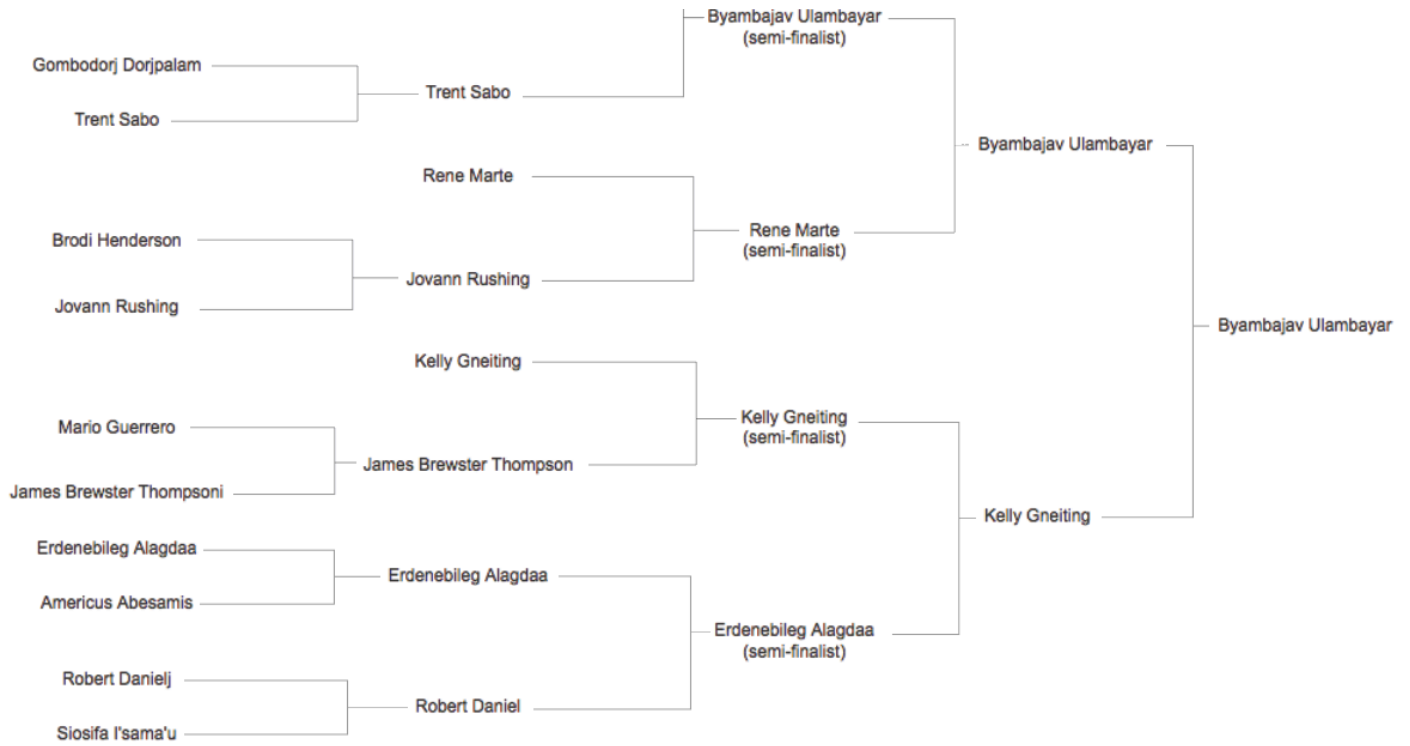 Byambajav Ulambayar
(semi-finalist)
Gombodorj Dorjpalam
Trent Sabo
Trent Sabo
Byambajav Ulambayar
Rene Marte
Rene Marte
(semi-finalist)
Brodi Henderson
Jovann Rushing
Jovann Rushing
Byambajav Ulambayar
Kelly Gneiting
Kelly Gneiting
(semi-finalist)
Mario Guerrero
James Brewster Thompson
James Brewster Thompsoni
Kelly Gneiting
Erdenebileg Alagdaa
Erdenebileg Alagdaa
Americus Abesamis
Erdenebileg Alagdaa
(semi-finalist)
Robert Danielj
Robert Daniel
Siosifa I'sama'u